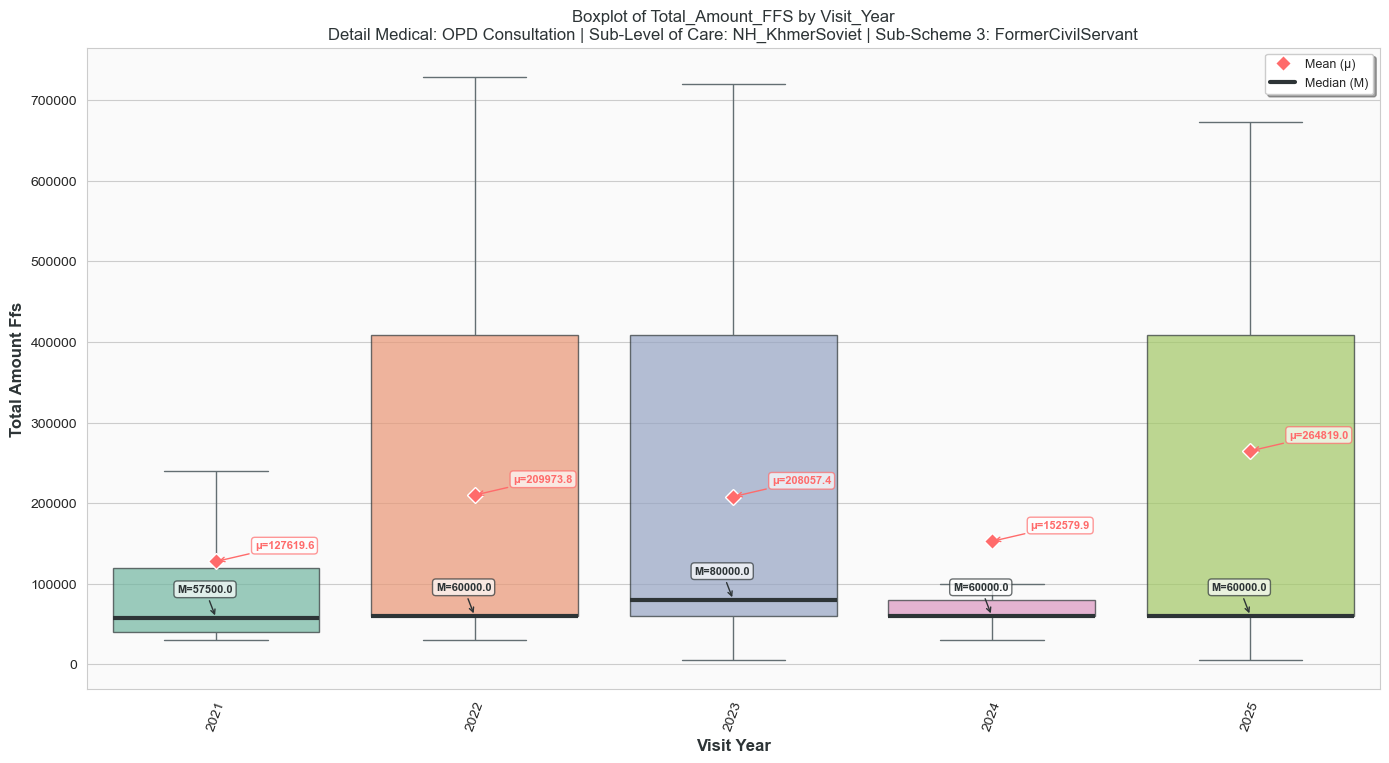 Boxplot of Total_Amount_FFS by Visit_Year
Detail Medical: OPD Consultation | Sub-Level of Care: NH_KhmerSoviet | Sub-Scheme 3: FormerCivilServant
Mean (μ)
Median (M)
Total Amount Ffs
700000
600000
500000
400000
300000
200000
100000
0
μ=127619.6
M=57500.0
μ=209973.8
M=60000.0
μ=208057.4
M=80000.0
μ=152579.9
M=60000.0
μ=264819.0
M=60000.0
2021
2022
2023
2024
2025
Visit Year